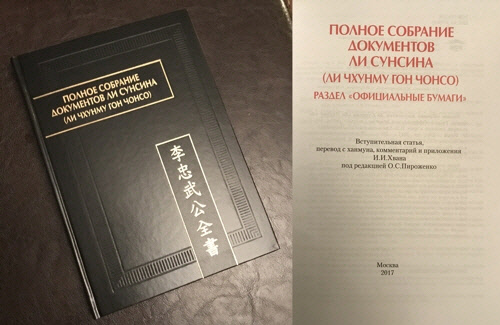 ПОЛНОЕ СОБРАНИЕ
ДОКУМЕНТОВ ЛИ СУНСИНА
(ЛИ ЧХУНМУ ГОН ЧОНСО)
李忠武公全書
ПОЛНОЕ СОБРАНИЕ
ДОКУМЕНТОВ
ЛИ СУНСИНА
(ЛИ ЧХУНМУ ГОН ЧОНСО)
РАЗДЕЛ «ОФИЦИАЛЬНЫЕ БУМАГИ»
Вступительная статья,
перевод с ханмуна, комментарий и приложения
И.И.Хвана
под редакцией О.С.Пироженко
Москва
2017